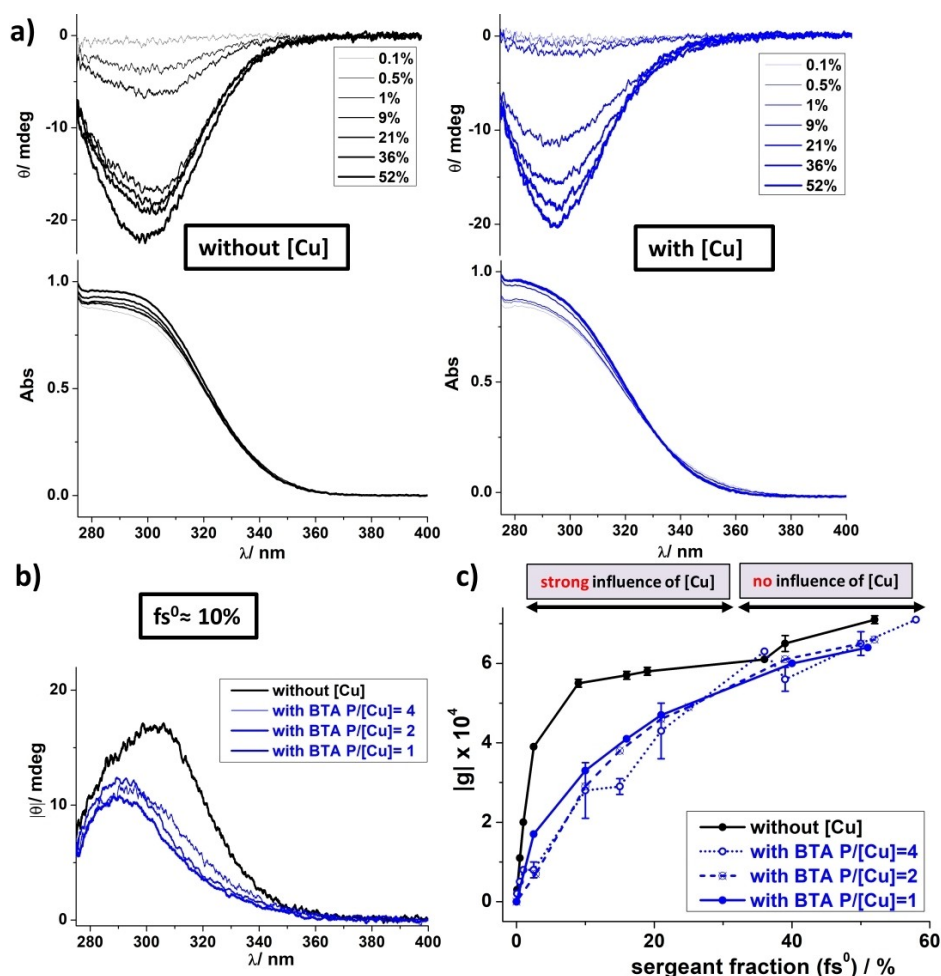 a)
0
-10
-20
θ/ mdeg
0.1%
0.5%
1%
9%
21%
36%
52%
without [Cu]
1.0
0.5
0.0
Abs
280 300 320 340 360 380 400
λ/ nm
0
-10
-20
θ/ mdeg
0.1%
0.5%
1%
9%
21%
36%
52%
with [Cu]
1.0
0.5
0.0
Abs
280 300 320 340 360 380 400
λ/ nm
b)
fs⁰≈ 10%
20
10
0
|θ|/ mdeg
without [Cu]
with BTA P/[Cu]= 4
with BTA P/[Cu]= 2
with BTA P/[Cu]= 1
280 300 320 340 360 380 400
λ/ nm
c)
strong influence of [Cu]
no influence of [Cu]
6
4
2
0
|g| x 10⁴
without [Cu]
with BTA P/[Cu]=4
with BTA P/[Cu]=2
with BTA P/[Cu]=1
0 20 40 60
sergeant fraction (fs⁰) / %